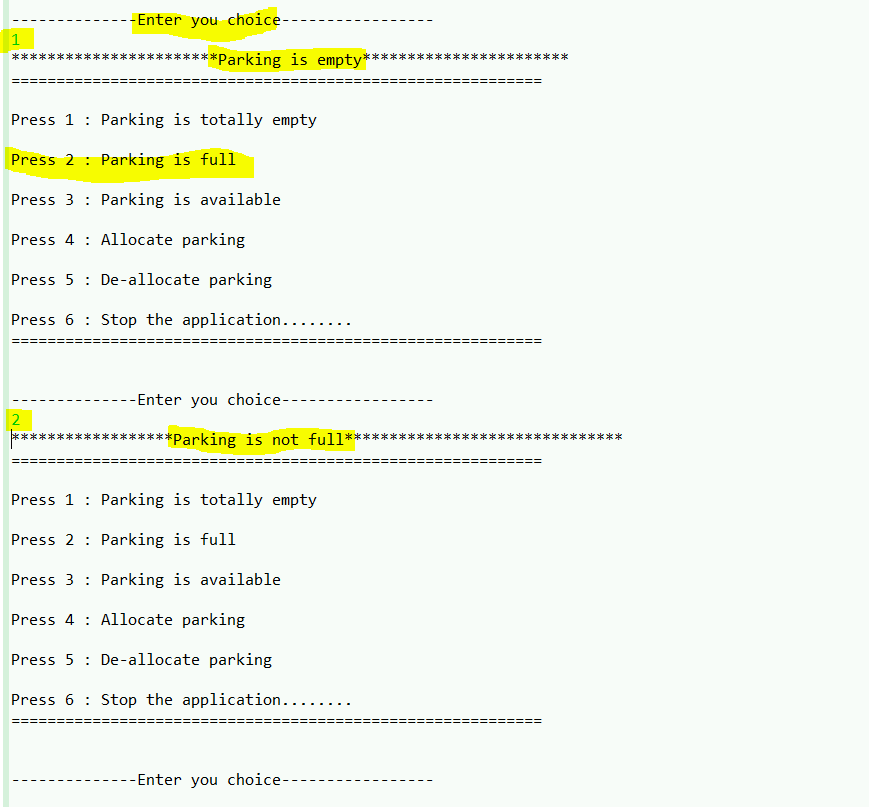 --------------Enter you choice-----------------
1
***********************Parking is empty***********************
===========================================================
Press 1 : Parking is totally empty
Press 2 : Parking is full
Press 3 : Parking is available
Press 4 : Allocate parking
Press 5 : De-allocate parking
Press 6 : Stop the application........
===========================================================
--------------Enter you choice-----------------
2
******************Parking is not full*******************************
===========================================================
Press 1 : Parking is totally empty
Press 2 : Parking is full
Press 3 : Parking is available
Press 4 : Allocate parking
Press 5 : De-allocate parking
Press 6 : Stop the application........
===========================================================
--------------Enter you choice-----------------